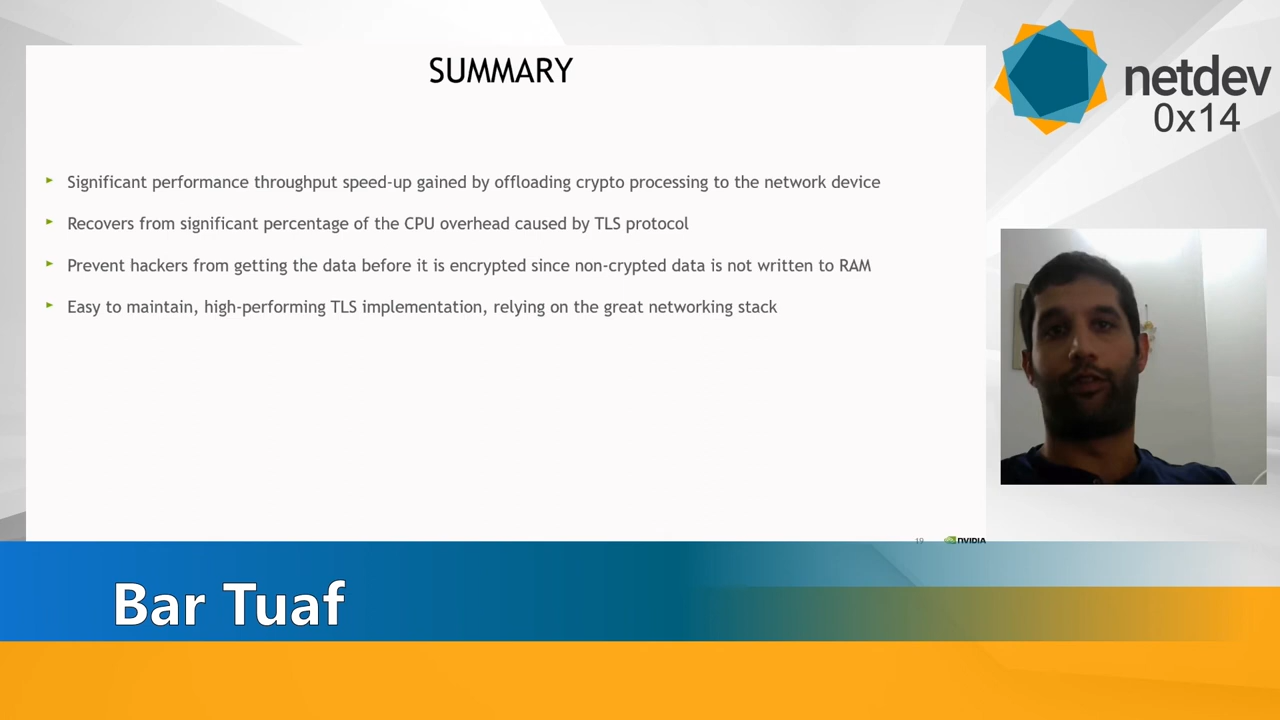 SUMMARY
netdev
0x14
► Significant performance throughput speed-up gained by offloading crypto processing to the network device
► Recovers from significant percentage of the CPU overhead caused by TLS protocol
► Prevent hackers from getting the data before it is encrypted since non-crypted data is not written to RAM
► Easy to maintain, high-performing TLS implementation, relying on the great networking stack
19
NVIDIA
Bar Tuaf